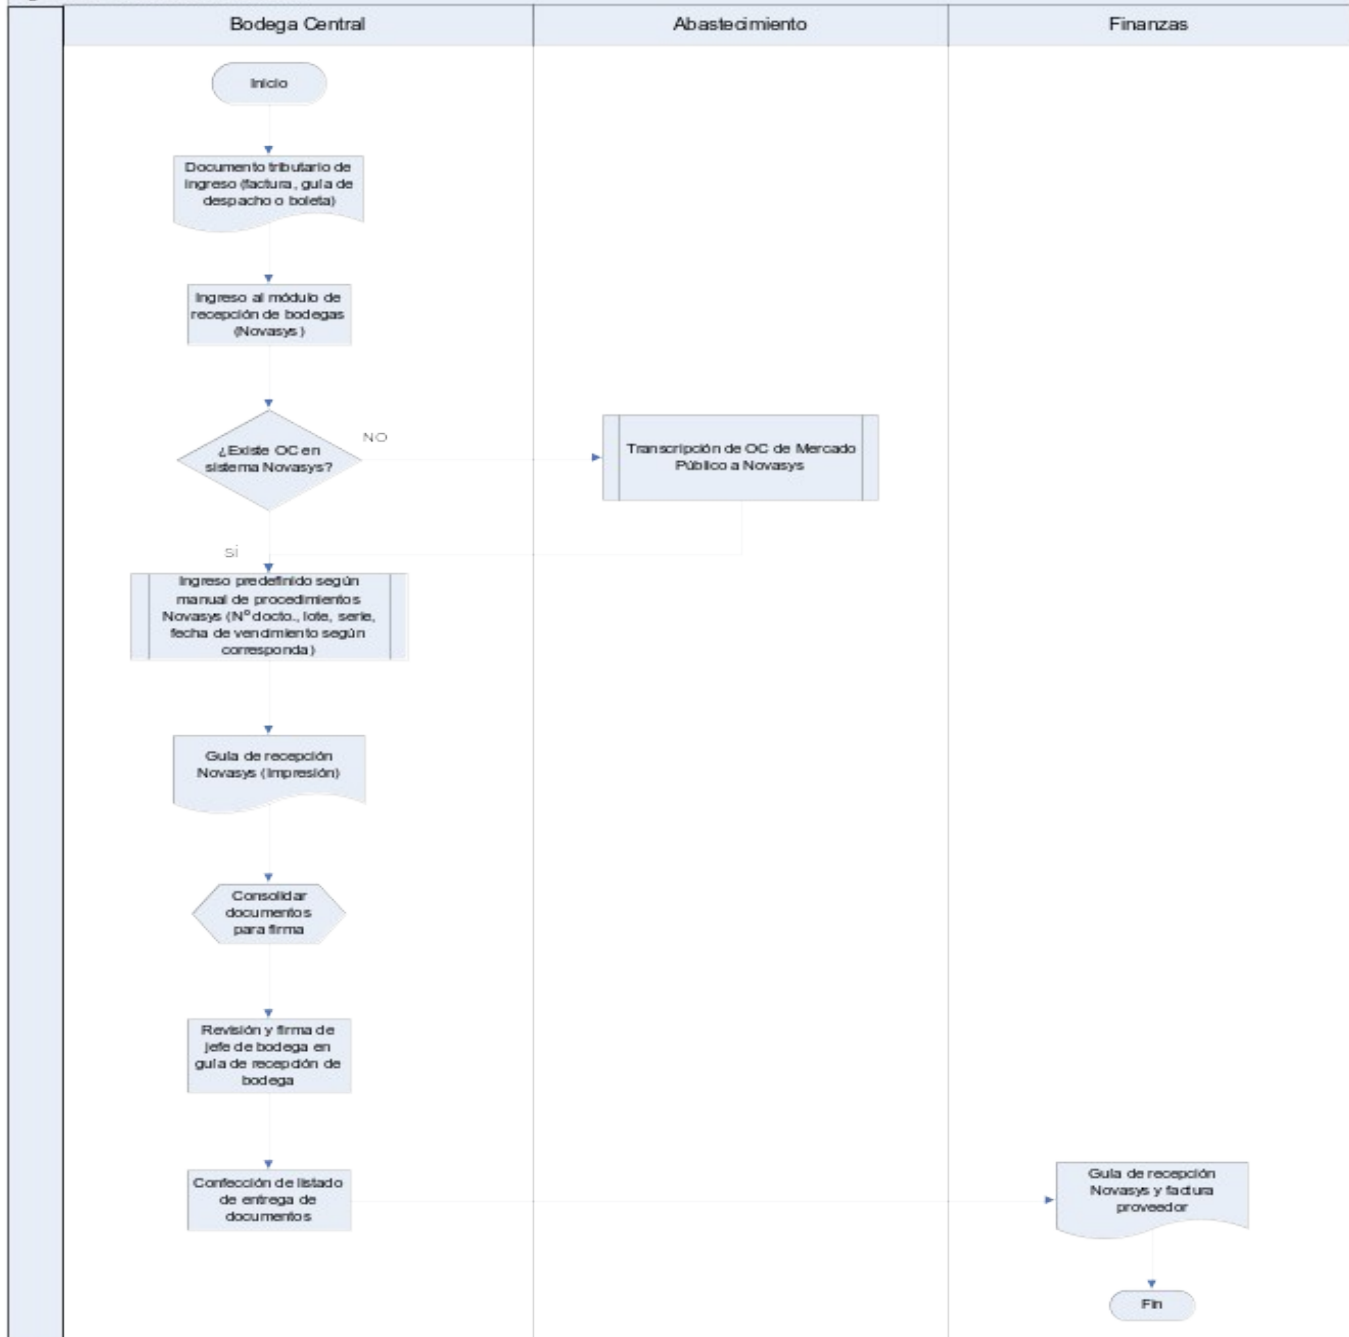 Bodega Central
Abastecimiento
Finanzas
Inicio
Documento tributario de
ingreso (factura, guía de
despacho o boleta)
Ingreso al módulo de
recepción de bodegas
(Novasys)
¿Existe OC en
sistema Novasys?
NO
Transcripción de OC de Mercado
Público a Novasys
si
Ingreso predefinido según
manual de procedimientos
Novasys (Nº docto., lote, serie,
fecha de vencimiento según
corresponda)
Guía de recepción
Novasys (impresión)
Consolidar
documentos
para firma
Revisión y firma de
jefe de bodega en
guía de recepción de
bodega
Confección de listado
de entrega de
documentos
Guía de recepción
Novasys y factura
proveedor
Fin